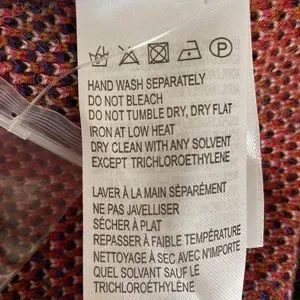 HAND WASH SEPARATELY
DO NOT BLEACH
DO NOT TUMBLE DRY, DRY FLAT
IRON AT LOW HEAT
DRY CLEAN WITH ANY SOLVENT
EXCEPT TRICHLOROETHYLENE
LAVER À LA MAIN SÉPARÉMENT
NE PAS JAVELLISER
SÉCHER À PLAT
REPASSER À FAIBLE TEMPÉRATURE
NETTOYAGE À SEC AVEC N'IMPORTE
QUEL SOLVANT SAUF LE
TRICHLOROÉTHYLÈNE